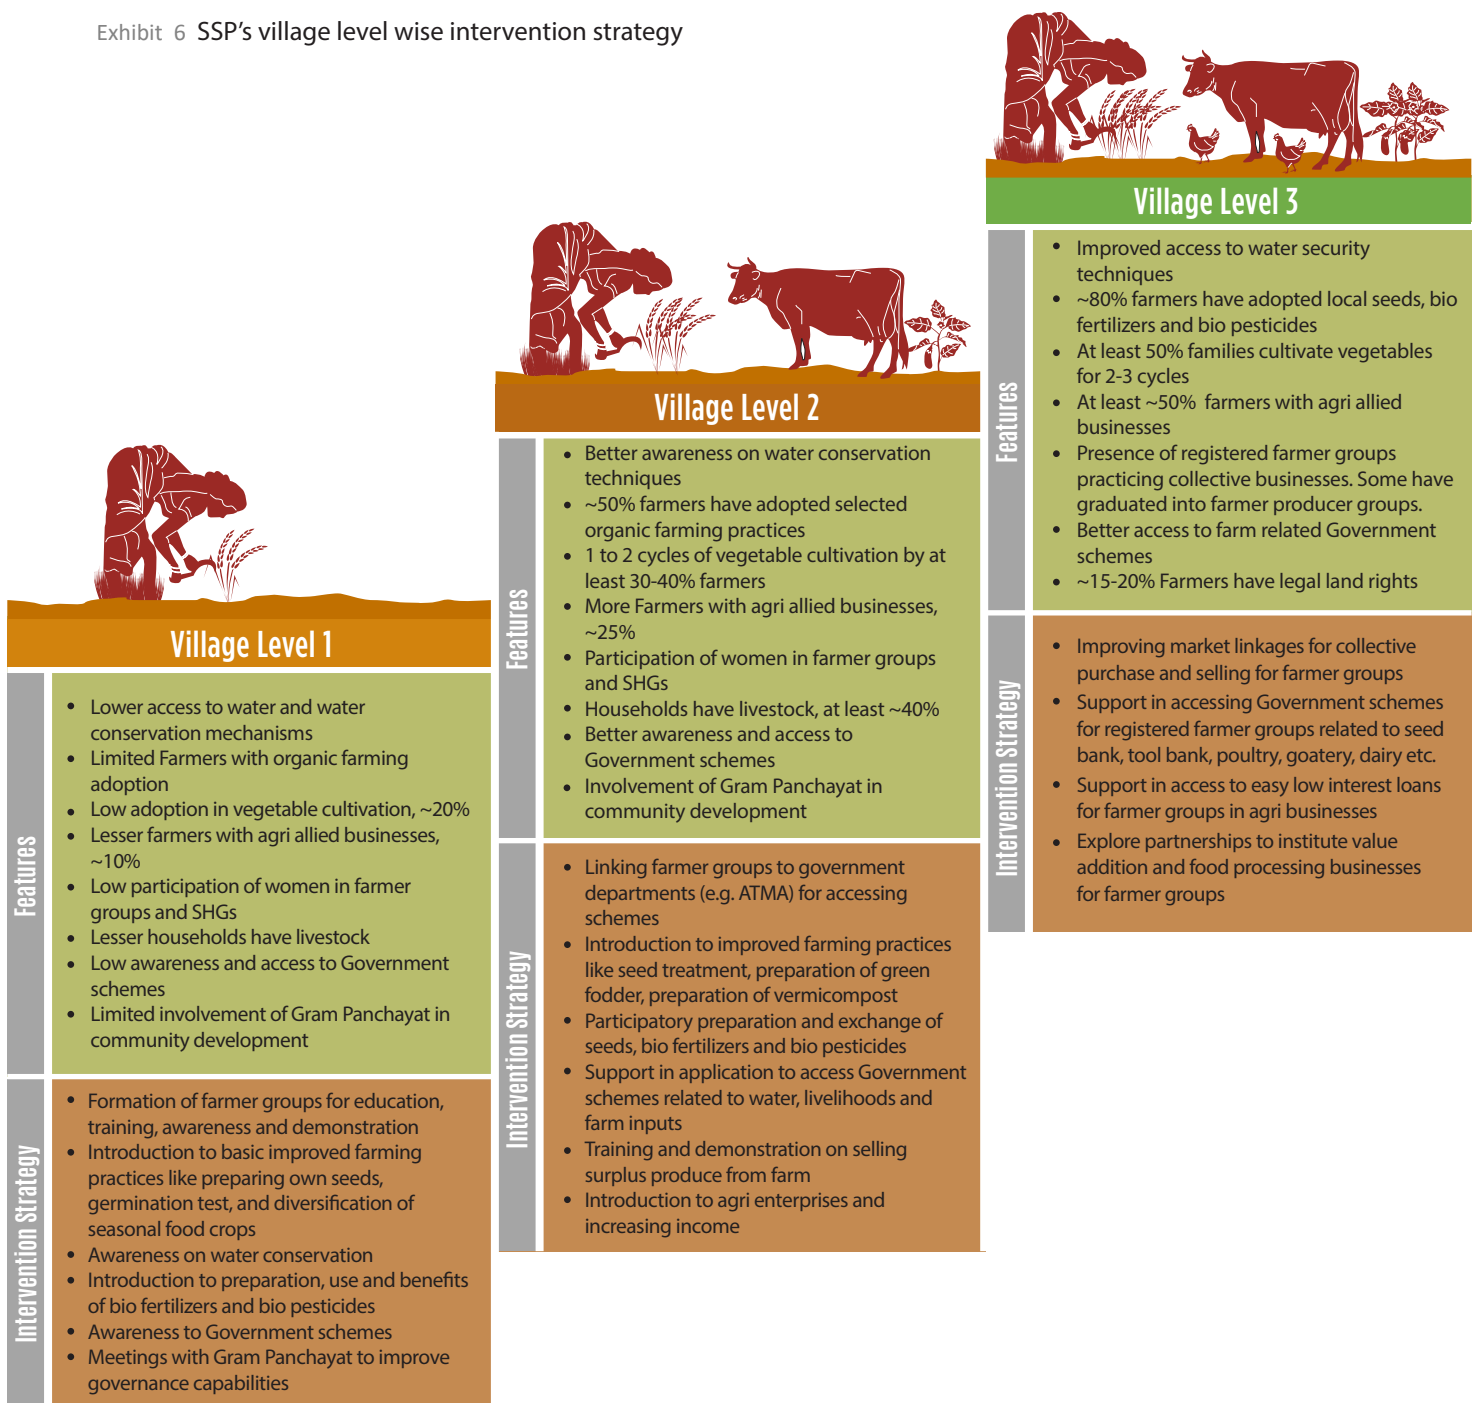 Exhibit 6 SSP's village level wise intervention strategy
Village Level 1
Features
• Lower access to water and water
conservation mechanisms
• Limited Farmers with organic farming
adoption
• Low adoption in vegetable cultivation, ~20%
• Lesser farmers with agri allied businesses,
~10%
• Low participation of women in farmer
groups and SHGs
• Lesser households have livestock
• Low awareness and access to Government
schemes
• Limited involvement of Gram Panchayat in
community development
Intervention Strategy
• Formation of farmer groups for education,
training, awareness and demonstration
• Introduction to basic improved farming
practices like preparing own seeds,
germination test, and diversification of
seasonal food crops
• Awareness on water conservation
• Introduction to preparation, use and benefits
of bio fertilizers and bio pesticides
• Awareness to Government schemes
• Meetings with Gram Panchayat to improve
governance capabilities
Village Level 2
Features
• Better awareness on water conservation
techniques
• ~50% farmers have adopted selected
organic farming practices
• 1 to 2 cycles of vegetable cultivation by at
least 30-40% farmers
• More Farmers with agri allied businesses,
~25%
• Participation of women in farmer groups
and SHGs
• Households have livestock, at least ~40%
• Better awareness and access to
Government schemes
• Involvement of Gram Panchayat in
community development
Intervention Strategy
• Linking farmer groups to government
departments (e.g. ATMA) for accessing
schemes
• Introduction to improved farming practices
like seed treatment, preparation of green
fodder, preparation of vermicompost
• Participatory preparation and exchange of
seeds, bio fertilizers and bio pesticides
• Support in application to access Government
schemes related to water, livelihoods and
farm inputs
• Training and demonstration on selling
surplus produce from farm
• Introduction to agri enterprises and
increasing income
Village Level 3
Features
• Improved access to water security
techniques
• ~80% farmers have adopted local seeds, bio
fertilizers and bio pesticides
• At least 50% families cultivate vegetables
for 2-3 cycles
• At least ~50% farmers with agri allied
businesses
• Presence of registered farmer groups
practicing collective businesses. Some have
graduated into farmer producer groups.
• Better access to farm related Government
schemes
• ~15-20% Farmers have legal land rights
Intervention Strategy
• Improving market linkages for collective
purchase and selling for farmer groups
• Support in accessing Government schemes
for registered farmer groups related to seed
bank, tool bank, poultry, goatery, dairy etc.
• Support in access to easy low interest loans
for farmer groups in agri businesses
• Explore partnerships to institute value
addition and food processing businesses
for farmer groups